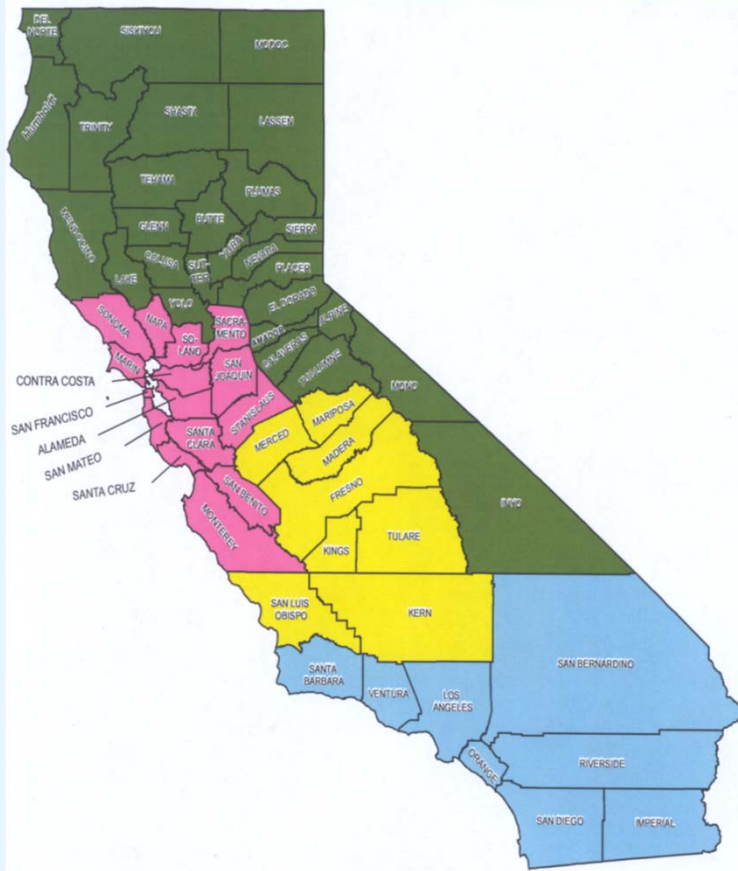 DEL
NORTE
SISKIYOU
MODOC
Humboldt
TRINITY
SHASTA
LASSEN
TEHAMA
PLUMAS
MENDOCINO
GLENN
BUTTE
SIERRA
LAKE
COLUSA
SUT-
TER
YUBA
NEVADA
PLACER
YOLO
EL DORADO
ALPINE
SONOMA
NAPA
SO-
LANO
SACRA-
MENTO
AMADOR
CALAVERAS
TUOLUMNE
MARIN
SAN
JOAQUIN
MONO
CONTRA COSTA
SAN FRANCISCO
ALAMEDA
SAN MATEO
SANTA CRUZ
STANISLAUS
SANTA
CLARA
MERCED
MARIPOSA
MADERA
SAN BENITO
FRESNO
INYO
MONTEREY
KINGS
TULARE
SAN LUIS
OBISPO
KERN
SANTA
BARBARA
VENTURA
LOS
ANGELES
SAN BERNARDINO
ORANGE
RIVERSIDE
SAN DIEGO
IMPERIAL